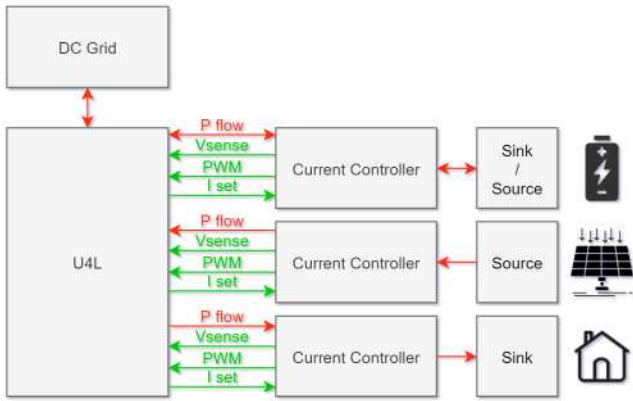 DC Grid
U4L
P flow
Vsense
PWM
I set
Current Controller
Sink
/
Source
P flow
Vsense
PWM
I set
Current Controller
Source
P flow
Vsense
PWM
I set
Current Controller
Sink